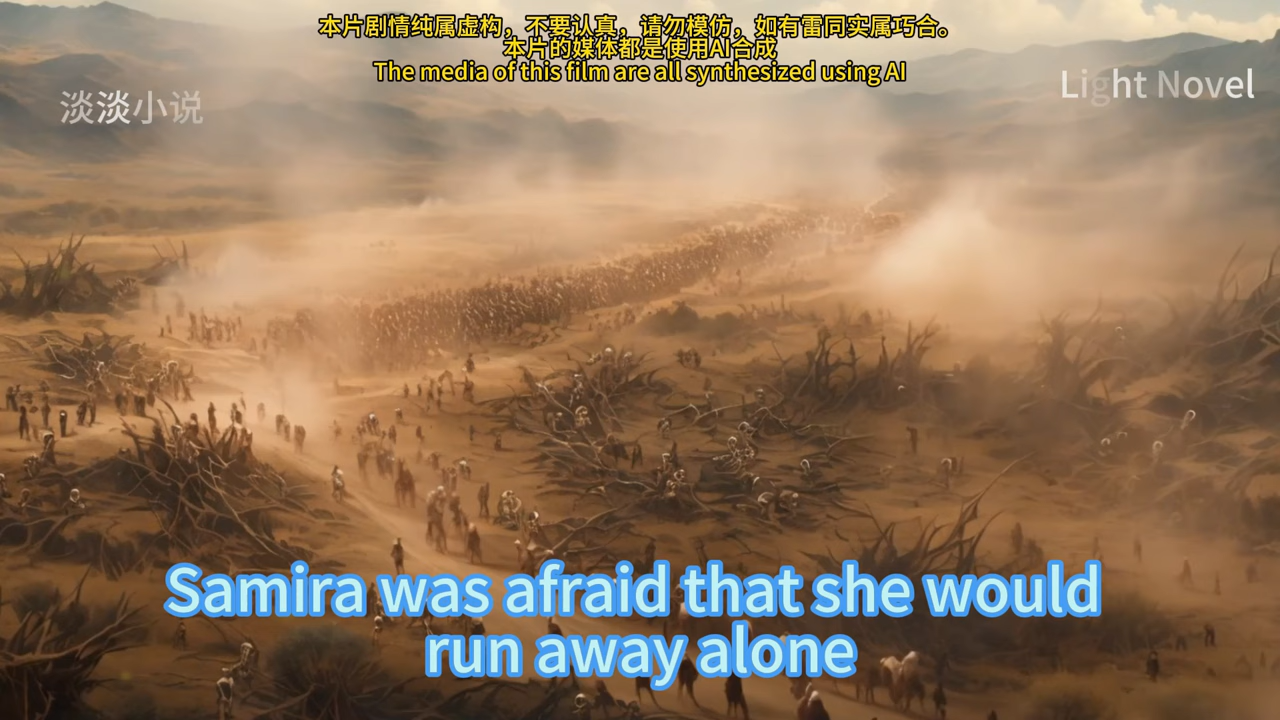 本片剧情纯属虚构，不要认真，请勿模仿，如有雷同实属巧合。
本片的媒体都是使用AI合成
The media of this film are all synthesized using AI
淡淡小说
Light Novel
Samira was afraid that she would
run away alone